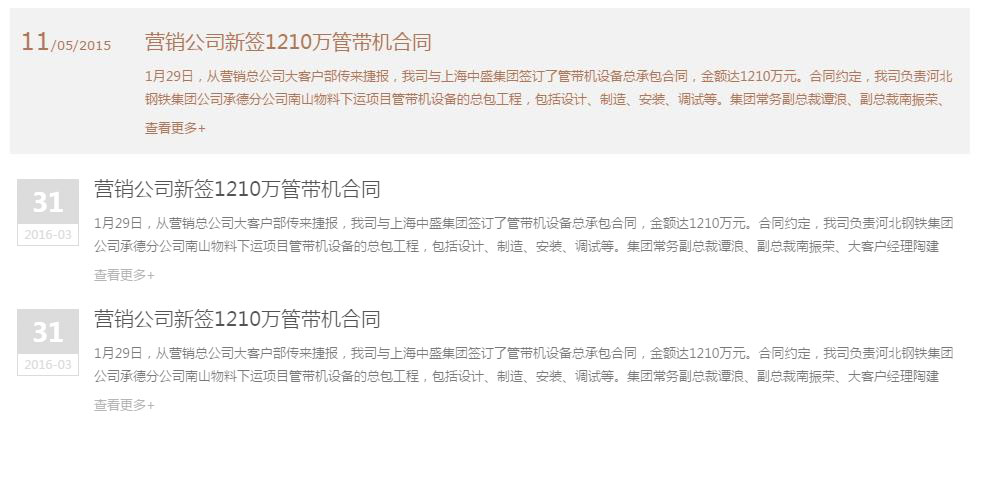 11/05/2015
营销公司新签1210万管带机合同
1月29日，从营销总公司大客户部传来捷报，我司与上海中盛集团签订了管带机设备总承包合同，金额达1210万元。合同约定，我司负责河北
钢铁集团公司承德分公司南山物料下运项目管带机设备的总包工程，包括设计、制造、安装、调试等。集团常务副总裁谭浪、副总裁南振荣、
查看更多+
31
2016-03
营销公司新签1210万管带机合同
1月29日，从营销总公司大客户部传来捷报，我司与上海中盛集团签订了管带机设备总承包合同，金额达1210万元。合同约定，我司负责河北钢铁集团
公司承德分公司南山物料下运项目管带机设备的总包工程，包括设计、制造、安装、调试等。集团常务副总裁谭浪、副总裁南振荣、大客户经理陶建
查看更多+
31
2016-03
营销公司新签1210万管带机合同
1月29日，从营销总公司大客户部传来捷报，我司与上海中盛集团签订了管带机设备总承包合同，金额达1210万元。合同约定，我司负责河北钢铁集团
公司承德分公司南山物料下运项目管带机设备的总包工程，包括设计、制造、安装、调试等。集团常务副总裁谭浪、副总裁南振荣、大客户经理陶建
查看更多+